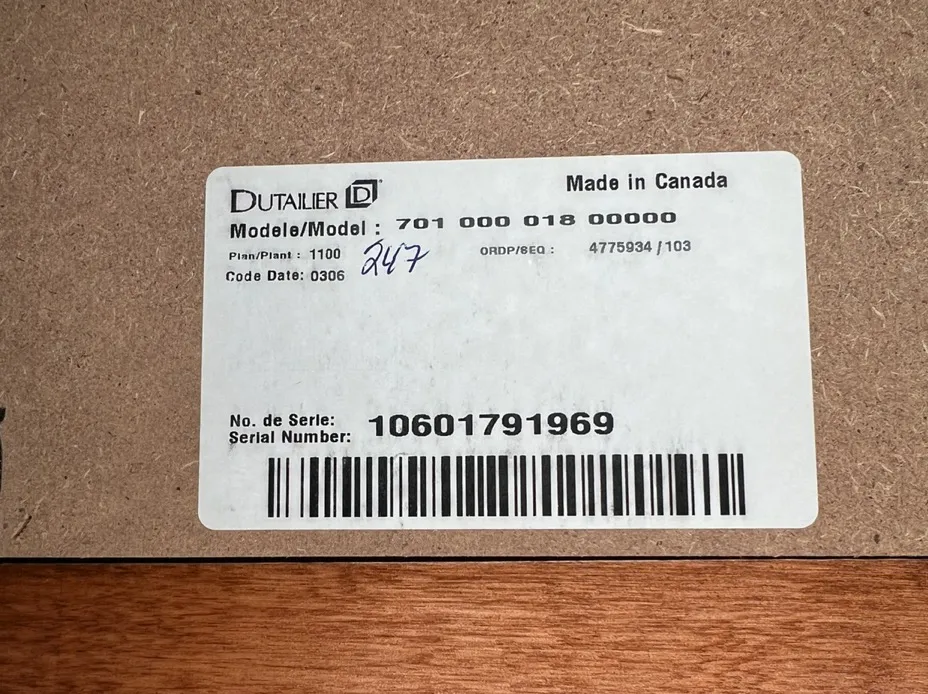 DUTAILIER D
Made in Canada
Modele/Model : 701 000 018 00000
Plan/Plant : 1100 247 ORDP/SEQ : 4775934 / 103
Code Date: 0306
No. de Serie: 10601791969
Serial Number: